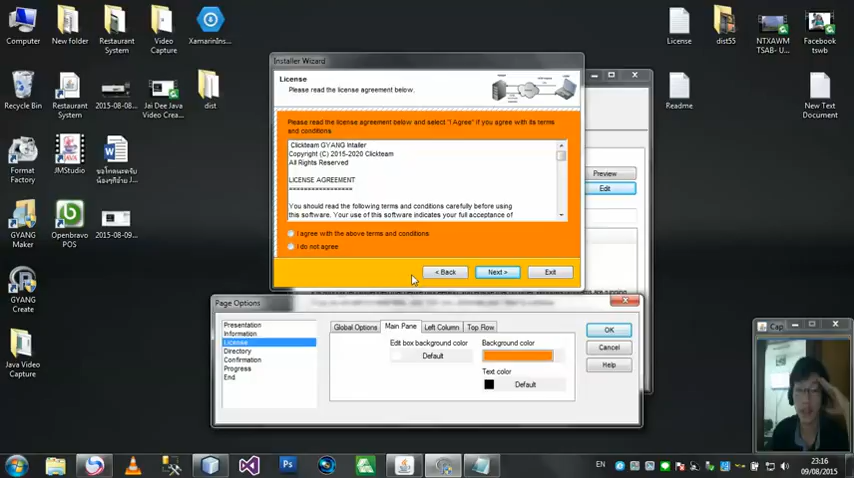 Computer
New folder
Restaurant
System
Video
Capture
XamarinIns...
License
dist55
NTXAWM
TSAB- U...
Facebook
tswb
Recycle Bin
Restaurant
System
2015-08-08...
Jai Dee Java
Video Crea...
dist
Readme
New Text
Document
Format
Factory
JMStudio
GYANG
Maker
Openbravo
POS
2015-08-09...
GYANG
Create
Java Video
Capture
Installer Wizard
License
Please read the license agreement below.
Please read the license agreement below and select "I Agree" if you agree with its terms
and conditions
Clickteam GYANG Intaller
Copyright (C) 2015-2020 Clickteam
All Rights Reserved
LICENSE AGREEMENT
==================
You should read the following terms and conditions carefully before using
this software. Your use of this software indicates your full acceptance of
I agree with the above terms and conditions
I do not agree
< Back
Next >
Exit
Preview
Edit
Page Options
Presentation
Information
License
Directory
Confirmation
Progress
End
Global Options
Main Pane
Left Column
Top Row
Edit box background color
Default
Background color
Text color
Default
OK
Cancel
Help
Cap
EN
23:16
09/08/2015